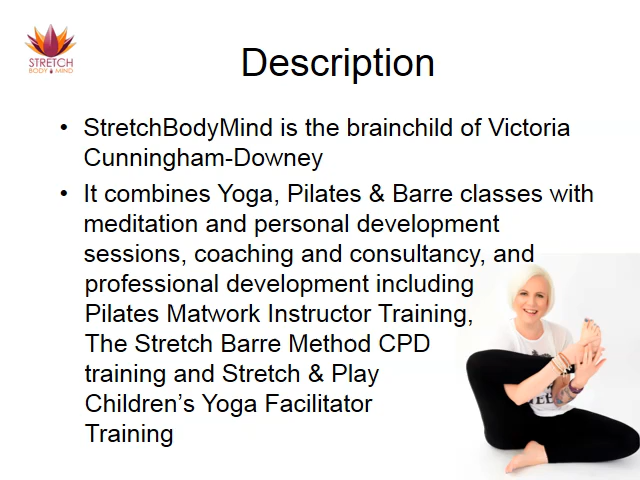 STRETCH
BODY MIND
Description
• StretchBodyMind is the brainchild of Victoria
Cunningham-Downey
• It combines Yoga, Pilates & Barre classes with
meditation and personal development
sessions, coaching and consultancy, and
professional development including
Pilates Matwork Instructor Training,
The Stretch Barre Method CPD
training and Stretch & Play
Children’s Yoga Facilitator
Training